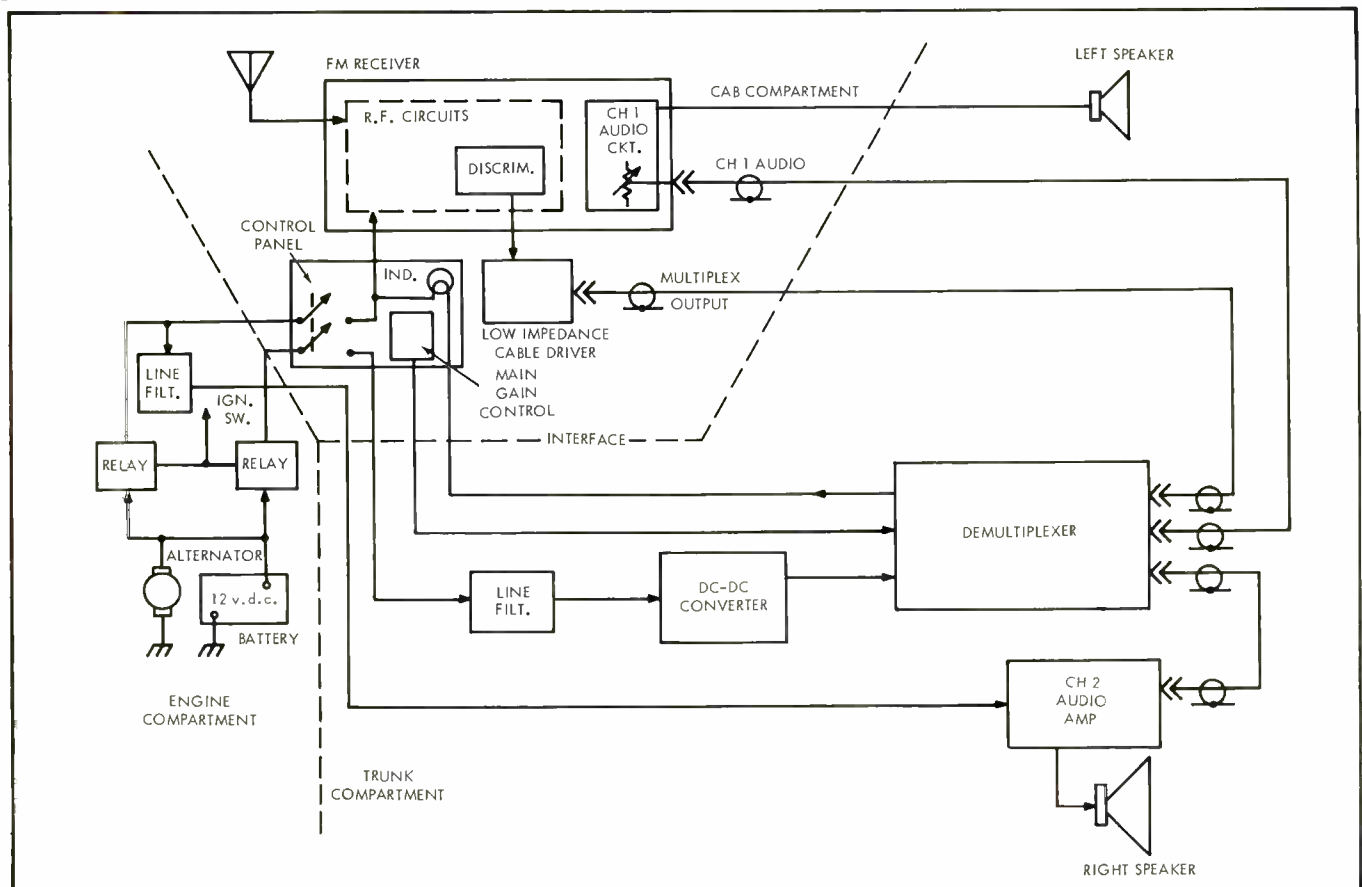 FM RECEIVER
LEFT SPEAKER
CAB COMPARTMENT
R.F. CIRCUITS
CH 1
AUDIO
CKT.
DISCRIM.
CH 1 AUDIO
CONTROL
PANEL
IND.
MULTIPLEX
OUTPUT
LOW IMPEDANCE
CABLE DRIVER
MAIN
GAIN
CONTROL
LINE
FILT.
IGN.
SW.
INTERFACE
RELAY
RELAY
DEMULTIPLEXER
ALTERNATOR
12 v.d.c.
BATTERY
LINE
FILT.
DC-DC
CONVERTER
ENGINE
COMPARTMENT
CH 2
AUDIO
AMP
TRUNK
COMPARTMENT
RIGHT SPEAKER